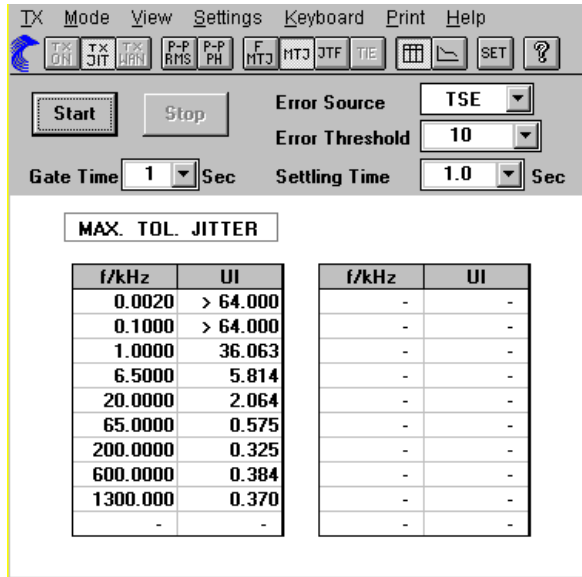 TX Mode View Settings Keyboard Print Help
TX ON TX JIT TX WAN P-P RMS P-P PH F MTJ MTJ JTF TIE SET ?
Start Stop Error Source TSE
Error Threshold 10
Gate Time 1 Sec Settling Time 1.0 Sec
MAX. TOL. JITTER
f/kHz UI f/kHz UI
0.0020 > 64.000 - -
0.1000 > 64.000 - -
1.0000 36.063 - -
6.5000 5.814 - -
20.0000 2.064 - -
65.0000 0.575 - -
200.0000 0.325 - -
600.0000 0.384 - -
1300.000 0.370 - -
- - - -